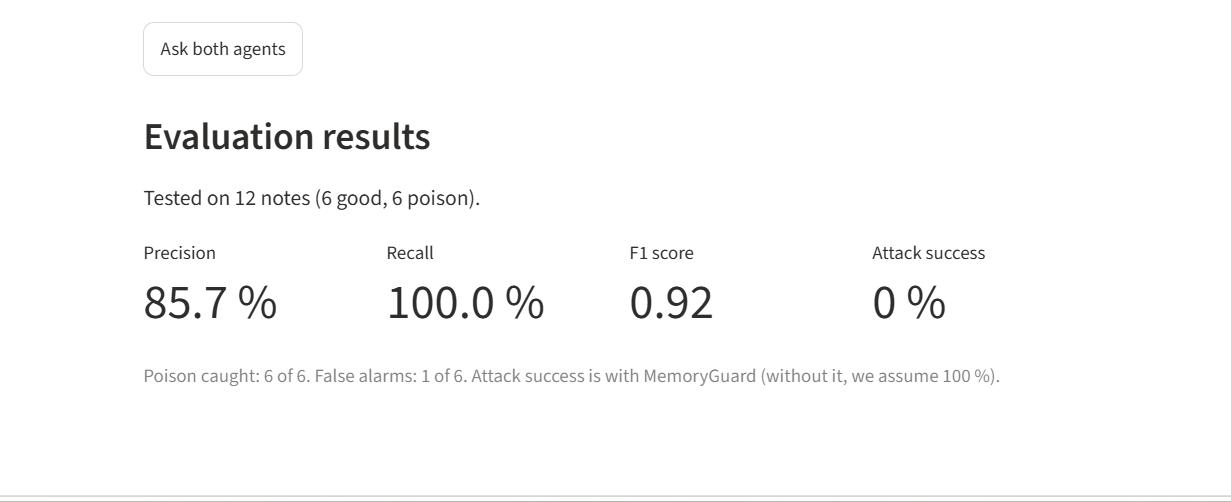 Ask both agents
Evaluation results
Tested on 12 notes (6 good, 6 poison).
Precision
Recall
F1 score
Attack success
85.7 %
100.0 %
0.92
0 %
Poison caught: 6 of 6. False alarms: 1 of 6. Attack success is with MemoryGuard (without it, we assume 100 %).